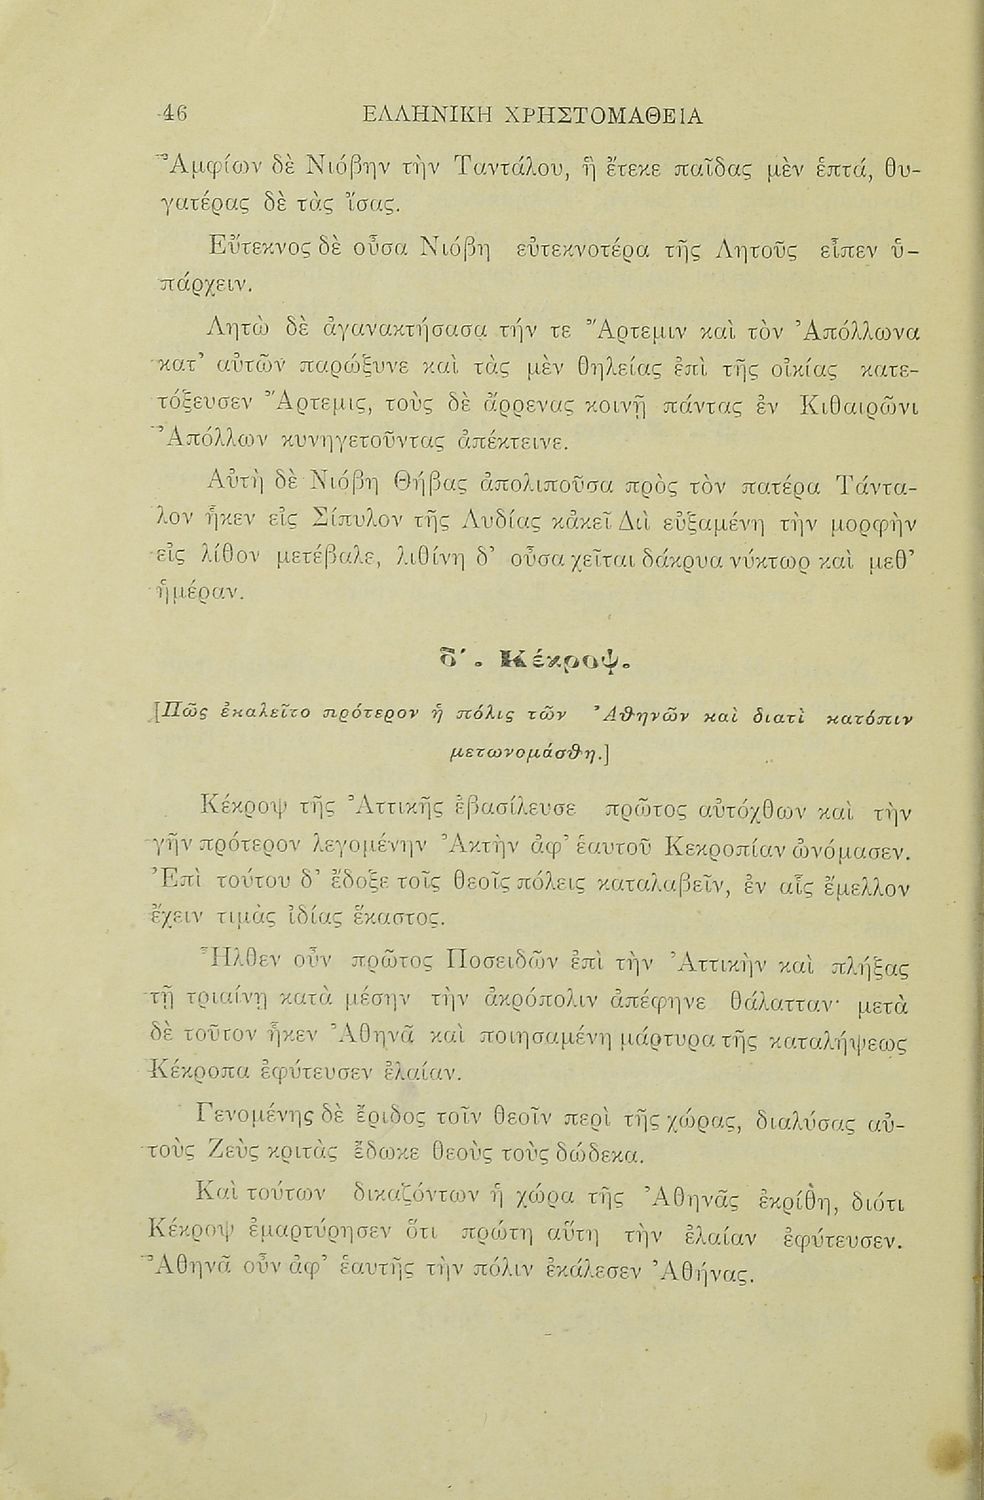 46 ΕΛΛΗΝΙΚΗ ΧΡΗΣΤΟΜΑΘΕΙΑ
Ἀμφίων δὲ Νιόβην τὴν Ταντάλου, ἣ ἔτεκε παῖδας μὲν ἑπτά, θυ-
γατέρας δὲ τὰς ἴσας.
Εὔτεκνος δὲ οὖσα Νιόβη εὐτεκνοτέρα τῆς Λητοῦς εἶπεν ὑ-
πάρχειν.
Λητὼ δὲ ἀγανακτήσασα τήν τε Ἄρτεμιν καὶ τὸν Ἀπόλλωνα
κατ’ αὐτῶν παρώξυνε καὶ τὰς μὲν θηλείας ἐπὶ τῆς οἰκίας κατε-
τόξευσεν Ἄρτεμις, τοὺς δὲ ἄρρενας κοινῇ πάντας ἐν Κιθαιρῶνι
Ἀπόλλων κυνηγετοῦντας ἀπέκτεινε.
Αὐτὴ δὲ Νιόβη Θήβας ἀπολιποῦσα πρὸς τὸν πατέρα Τάντα-
λον ἧκεν εἰς Σίπυλον τῆς Λυδίας κἀκεῖ Διὶ εὐξαμένη τὴν μορφὴν
εἰς λίθον μετέβαλε, λιθίνη δ’ οὖσα χεῖται δάκρυα νύκτωρ καὶ μεθ’
ἡμέραν.
δ΄. Κέκροψ.
[Πῶς ἐκαλεῖτο πρότερον ἡ πόλις τῶν Ἀθηνῶν καὶ διατὶ κατόπιν
μετωνομάσθη.]
Κέκροψ τῆς Ἀττικῆς ἐβασίλευσε πρῶτος αὐτόχθων καὶ τὴν
γῆν πρότερον λεγομένην Ἀκτὴν ἀφ’ ἑαυτοῦ Κεκροπίαν ὠνόμασεν.
Ἐπὶ τούτου δ’ ἔδοξε τοῖς θεοῖς πόλεις καταλαβεῖν, ἐν αἷς ἔμελλον
ἔχειν τιμὰς ἰδίας ἕκαστος.
Ἦλθεν οὖν πρῶτος Ποσειδῶν ἐπὶ τὴν Ἀττικὴν καὶ πλήξας
τῇ τριαίνῃ κατὰ μέσην τὴν ἀκρόπολιν ἀπέφηνε θάλατταν· μετὰ
δὲ τοῦτον ἧκεν Ἀθηνᾶ καὶ ποιησαμένη μάρτυρα τῆς καταλήψεως
Κέκροπα ἐφύτευσεν ἐλαίαν.
Γενομένης δὲ ἔριδος τοῖν θεοῖν περὶ τῆς χώρας, διαλύσας αὐ-
τοὺς Ζεὺς κριτὰς ἔδωκε θεοὺς τοὺς δώδεκα.
Καὶ τούτων δικαζόντων ἡ χώρα τῆς Ἀθηνᾶς ἐκρίθη, διότι
Κέκροψ ἐμαρτύρησεν ὅτι πρώτη αὕτη τὴν ἐλαίαν ἐφύτευσεν.
Ἀθηνᾶ οὖν ἀφ’ ἑαυτῆς τὴν πόλιν ἐκάλεσεν Ἀθήνας.